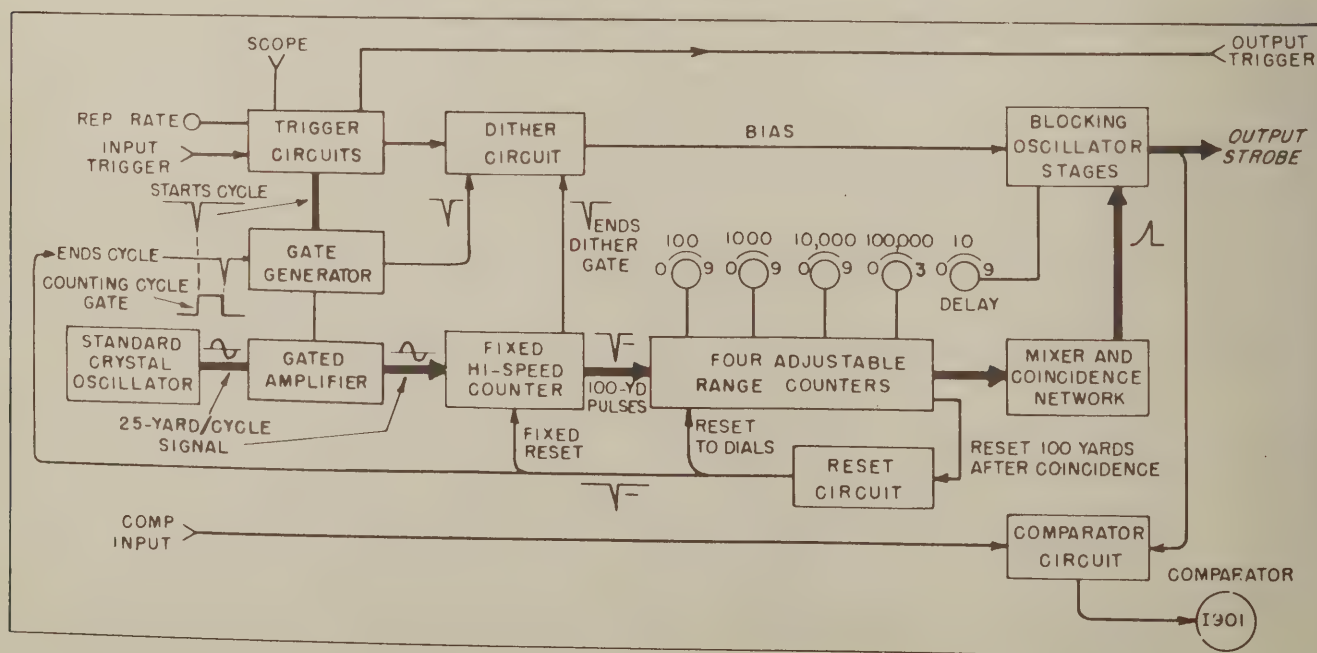 SCOPE
OUTPUT
TRIGGER
REP RATE
INPUT
TRIGGER
TRIGGER
CIRCUITS
DITHER
CIRCUIT
BIAS
BLOCKING
OSCILLATOR
STAGES
OUTPUT
STROBE
STARTS CYCLE
ENDS CYCLE
COUNTING CYCLE
GATE
GATE
GENERATOR
ENDS
DITHER
GATE
100 1000 10,000 100,000 10
0 9 0 9 0 9 0 3 0 9
DELAY
STANDARD
CRYSTAL
OSCILLATOR
GATED
AMPLIFIER
FIXED
HI-SPEED
COUNTER
100-YD
PULSES
FOUR ADJUSTABLE
RANGE COUNTERS
MIXER AND
COINCIDENCE
NETWORK
25-YARD/CYCLE
SIGNAL
FIXED
RESET
RESET
TO DIALS
RESET
CIRCUIT
RESET 100 YARDS
AFTER COINCIDENCE
COMP
INPUT
COMPARATOR
CIRCUIT
COMPARATOR
I901